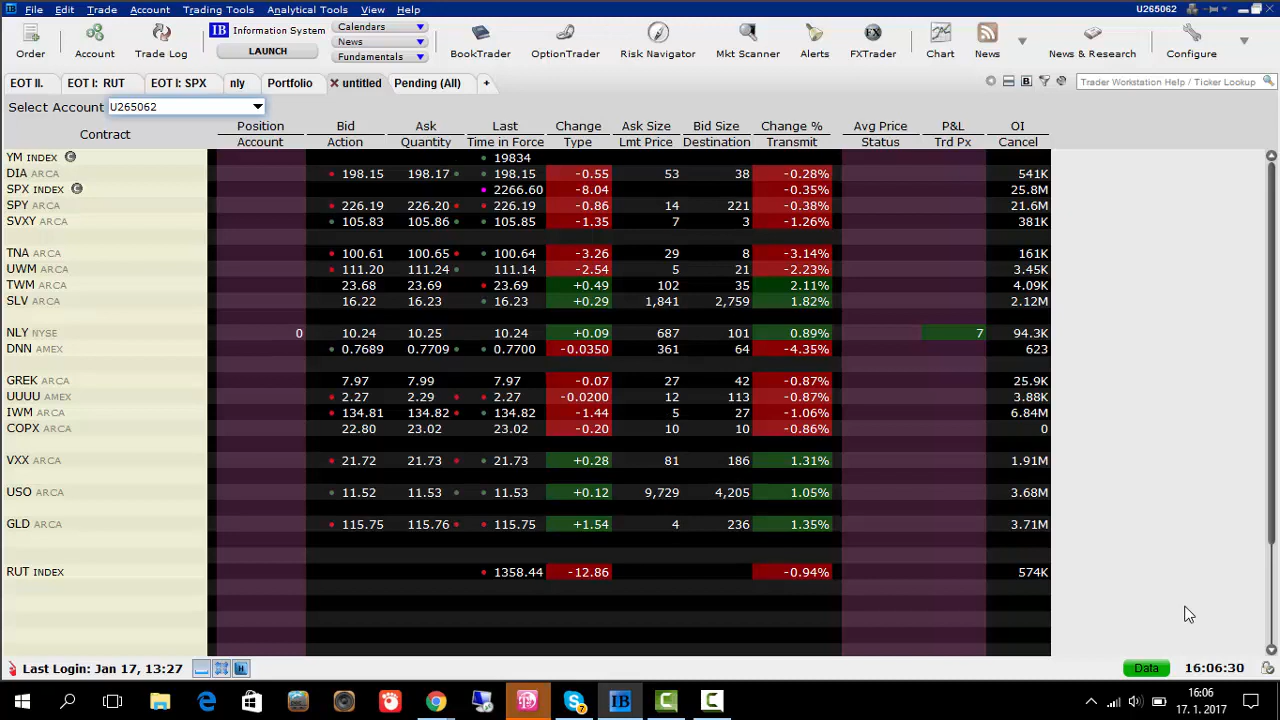 File Edit Trade Account Trading Tools Analytical Tools View Help U265062
Order Account Trade Log IB Information System LAUNCH Calendars News Fundamentals BookTrader OptionTrader Risk Navigator Mkt Scanner Alerts FXTrader Chart News News & Research Configure
EOT II. EOT I: RUT EOT I: SPX nly Portfolio untitled Pending (All) + Trader Workstation Help / Ticker Lookup
Select Account U265062
Contract Position Bid Ask Last Change Ask Size Bid Size Change % Avg Price P&L OI
Account Action Quantity Time in Force Type Lmt Price Destination Transmit Status Trd Px Cancel
YM INDEX C 19834
DIA ARCA 198.15 198.17 198.15 -0.55 53 38 -0.28% 541K
SPX INDEX C 2266.60 -8.04 -0.35% 25.8M
SPY ARCA 226.19 226.20 226.19 -0.86 14 221 -0.38% 21.6M
SVXY ARCA 105.83 105.86 105.85 -1.35 7 3 -1.26% 381K
TNA ARCA 100.61 100.65 100.64 -3.26 29 8 -3.14% 161K
UWM ARCA 111.20 111.24 111.14 -2.54 5 21 -2.23% 3.45K
TWM ARCA 23.68 23.69 23.69 +0.49 102 35 2.11% 4.09K
SLV ARCA 16.22 16.23 16.23 +0.29 1,841 2,759 1.82% 2.12M
NLY NYSE 0 10.24 10.25 10.24 +0.09 687 101 0.89% 7 94.3K
DNN AMEX 0.7689 0.7709 0.7700 -0.0350 361 64 -4.35% 623
GREK ARCA 7.97 7.99 7.97 -0.07 27 42 -0.87% 25.9K
UUUU AMEX 2.27 2.29 2.27 -0.0200 12 113 -0.87% 3.88K
IWM ARCA 134.81 134.82 134.82 -1.44 5 27 -1.06% 6.84M
COPX ARCA 22.80 23.02 23.02 -0.20 10 10 -0.86% 0
VXX ARCA 21.72 21.73 21.73 +0.28 81 186 1.31% 1.91M
USO ARCA 11.52 11.53 11.53 +0.12 9,729 4,205 1.05% 3.68M
GLD ARCA 115.75 115.76 115.75 +1.54 4 236 1.35% 3.71M
RUT INDEX 1358.44 -12.86 -0.94% 574K
Last Login: Jan 17, 13:27 Data 16:06:30
16:06
17. 1. 2017